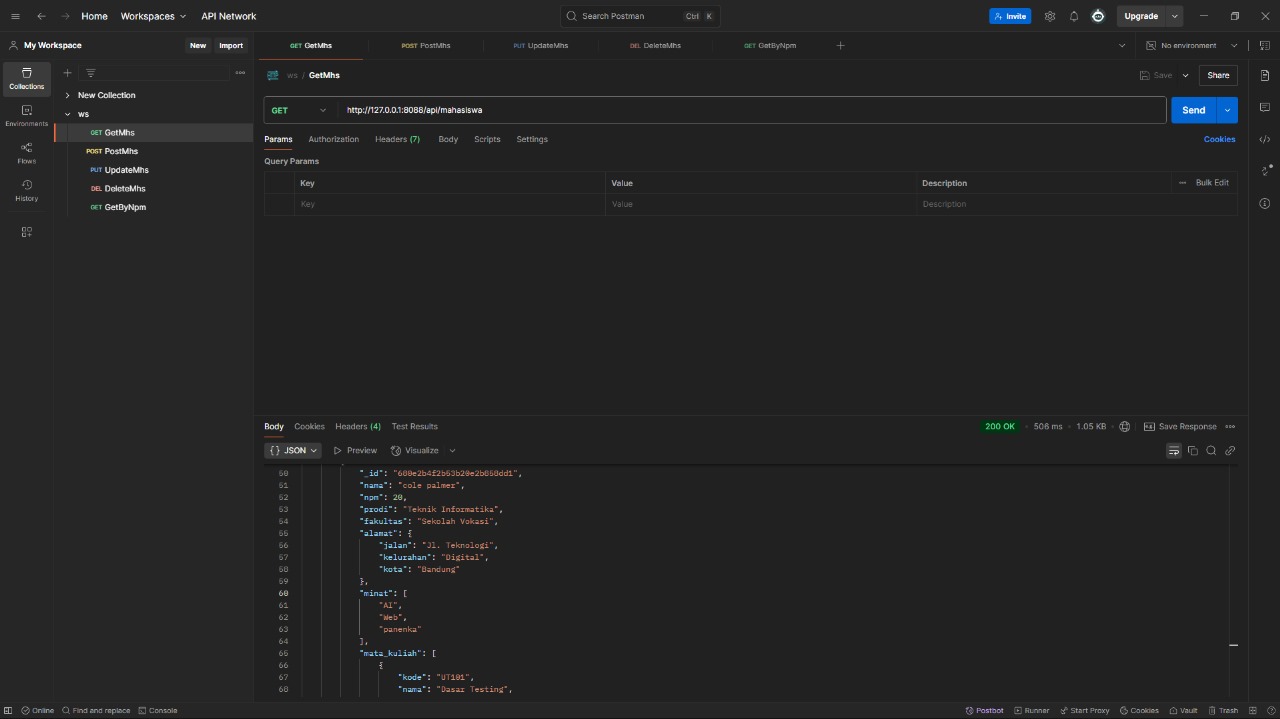 Home Workspaces API Network Search Postman Ctrl K Invite Upgrade
My Workspace New Import GET GetMhs POST PostMhs PUT UpdateMhs DEL DeleteMhs GET GetByNpm No environment
Collections
Environments
Flows
History
New Collection
ws
GET GetMhs
POST PostMhs
PUT UpdateMhs
DEL DeleteMhs
GET GetByNpm
ws / GetMhs Save Share
GET http://127.0.0.1:8088/api/mahasiswa Send
Params Authorization Headers (7) Body Scripts Settings Cookies
Query Params
Key Value Description Bulk Edit
Key Value Description
Body Cookies Headers (4) Test Results 200 OK 506 ms 1.05 KB Save Response
{} JSON Preview Visualize
50 "_id":
51 "nama": "cole palmer",
52 "npm": 20,
53 "prodi": "Teknik Informatika",
54 "fakultas": "Sekolah Vokasi",
55 "alamat": {
56 "jalan": "Jl. Teknologi",
57 "kelurahan": "Digital",
58 "kota": "Bandung"
59 },
60 "minat": [
61 "AI",
62 "Web",
63 "panenka"
64 ],
65 "mata_kuliah": [
66 {
67 "kode": "UT101",
68 "nama": "Dasar Testing",
Online Find and replace Console Postbot Runner Start Proxy Cookies Vault Trash